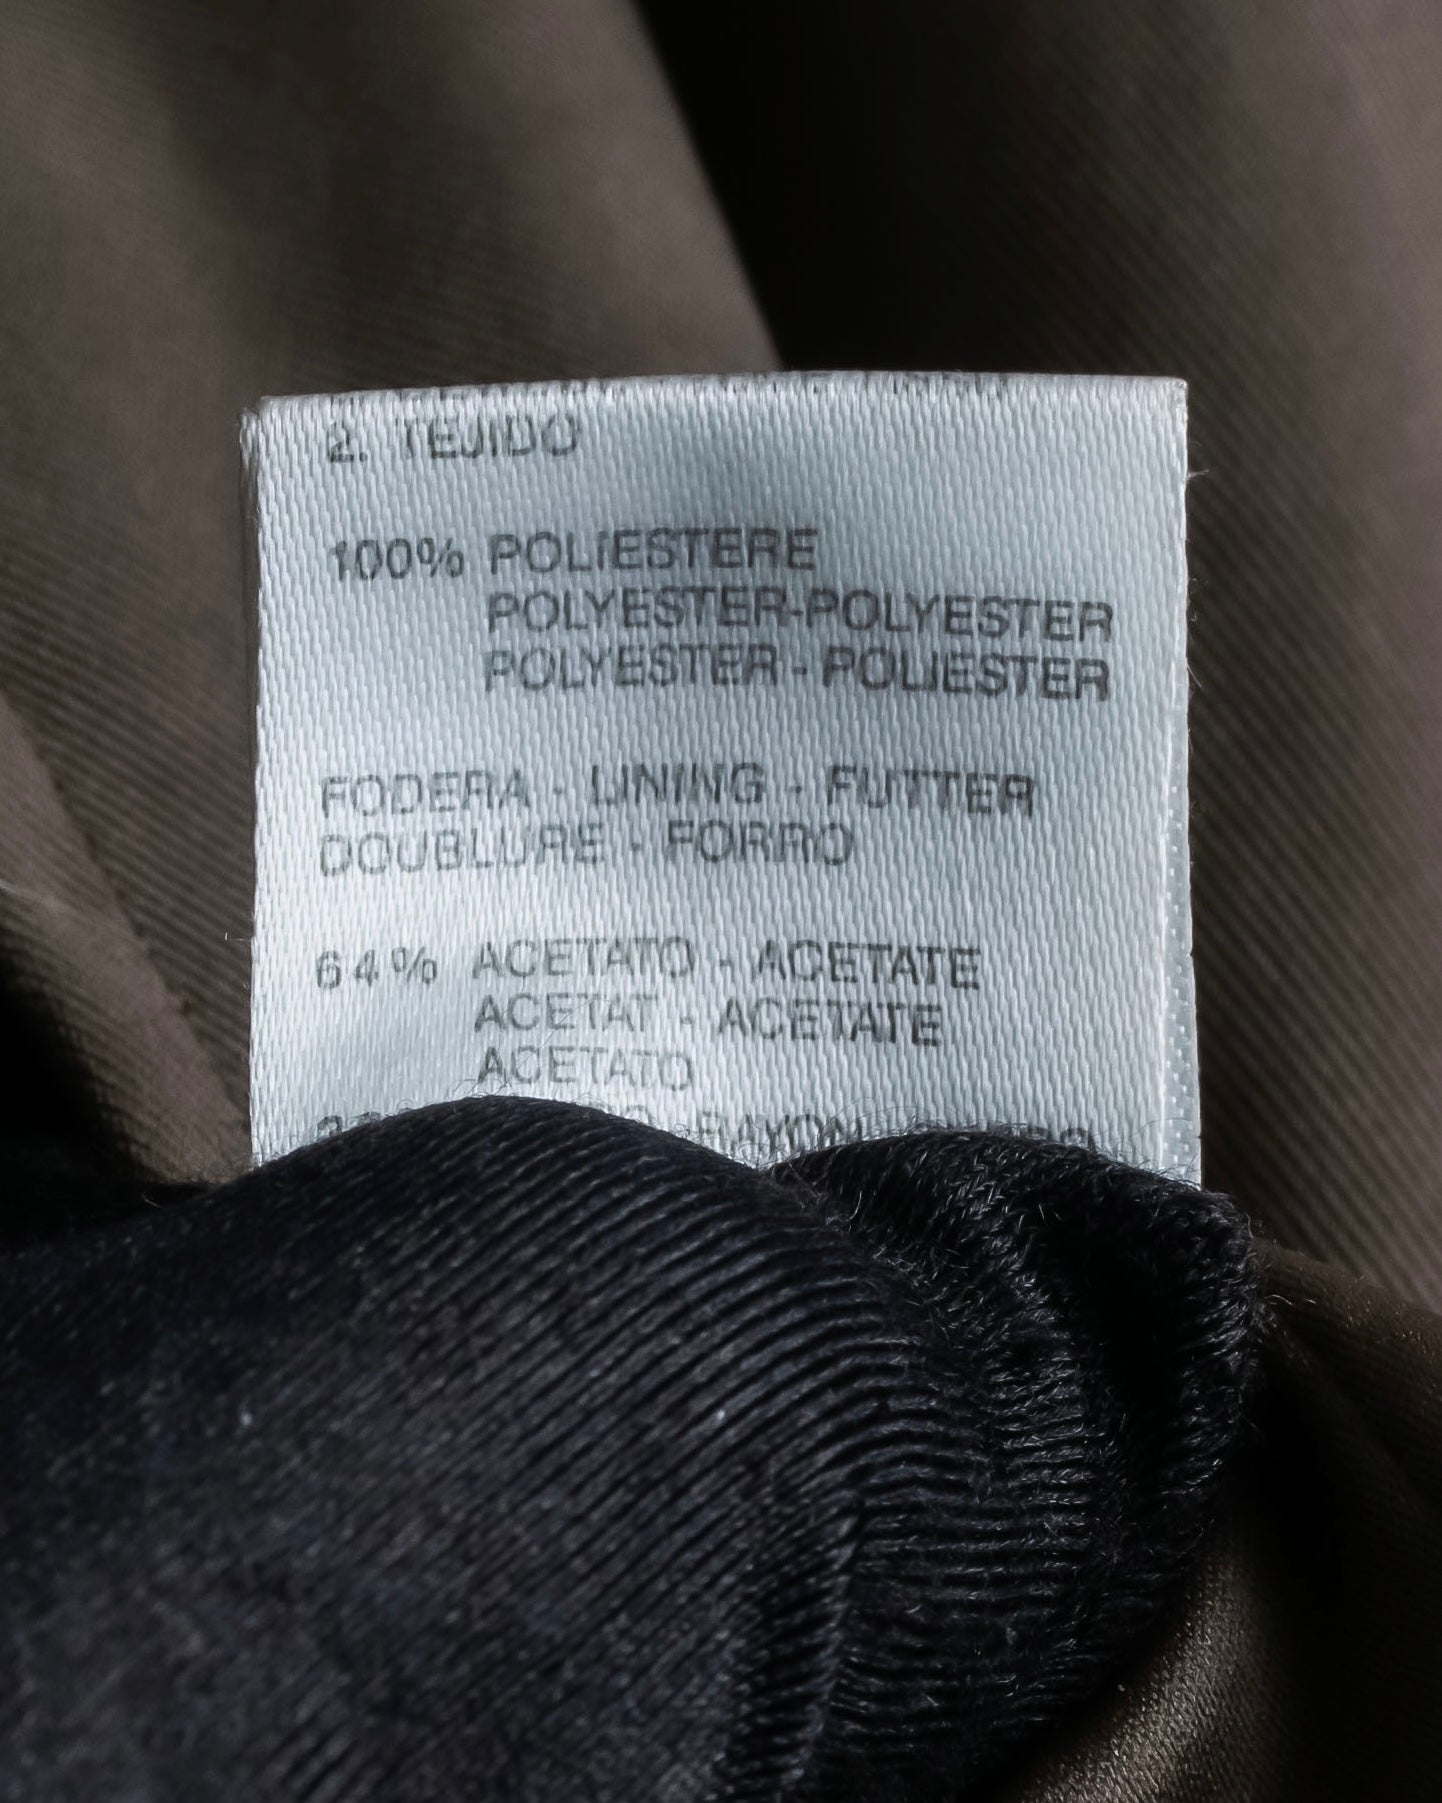 2. TEJIDO
100% POLIESTERE
POLYESTER-POLYESTER
POLYESTER - POLIESTER
FODERA - LINING - FUTTER
DOUBLURE - FORRO
64% ACETATO - ACETATE
ACETAT - ACETATE
ACETATO
RAYON